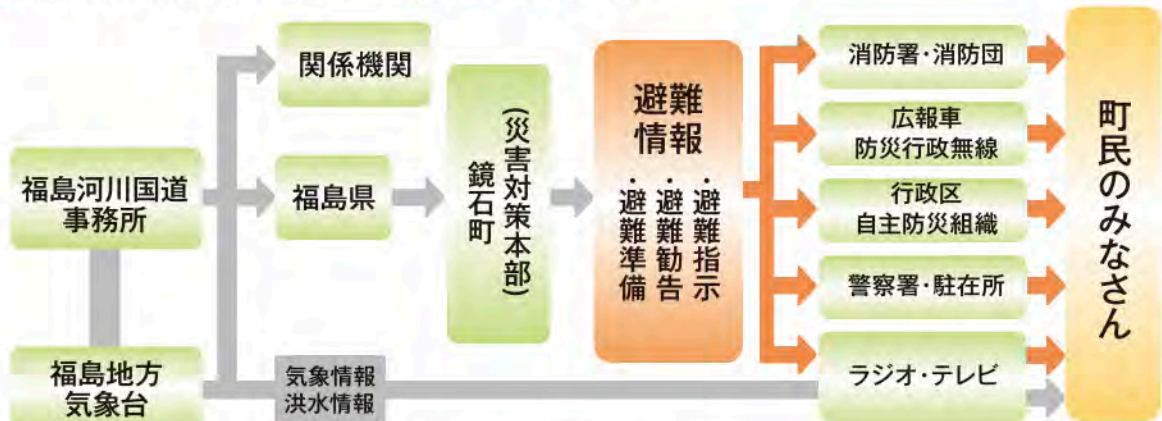 福島河川国道
事務所
福島地方
気象台
関係機関
福島県
気象情報
洪水情報
鏡石町
(災害対策本部)
避難
情報
・避難指示
・避難勧告
・避難準備
消防署・消防団
広報車
防災行政無線
行政区
自主防災組織
警察署・駐在所
ラジオ・テレビ
町民のみなさん